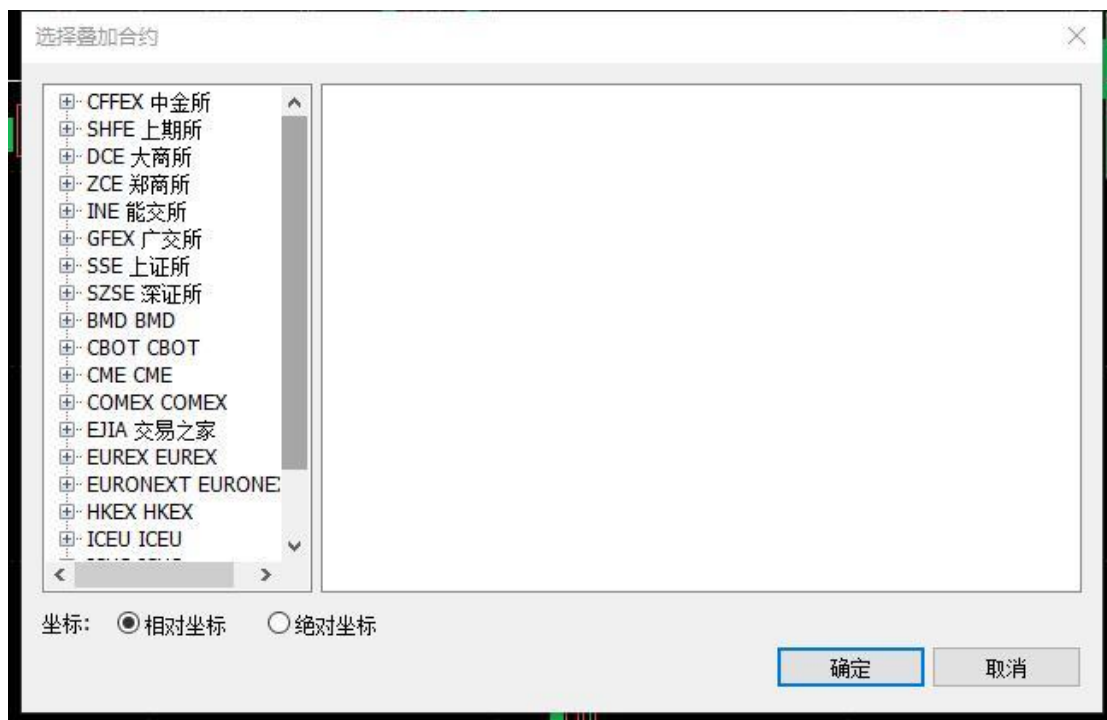 选择叠加合约
CFFEX 中金所
SHFE 上期所
DCE 大商所
ZCE 郑商所
INE 能交所
GFEX 广交所
SSE 上证所
SZSE 深证所
BMD BMD
CBOT CBOT
CME CME
COMEX COMEX
EJIA 交易之家
EUREX EUREX
EURONEXT EURONE
HKEX HKEX
ICEU ICEU
坐标: 相对坐标 绝对坐标
确定 取消